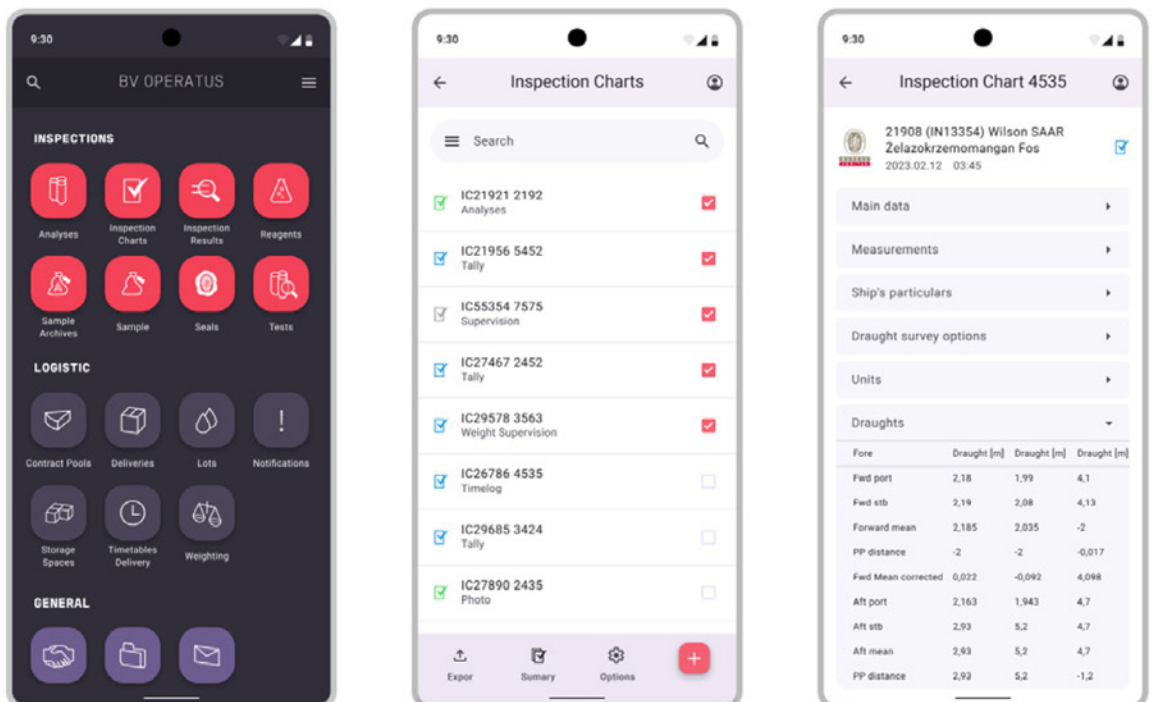 9:30
BV OPERATUS
INSPECTIONS
Analyses
Inspection
Charts
Inspection
Results
Reagents
Sample
Archives
Sample
Seals
Tests
LOGISTIC
Contract Pools
Deliveries
Lots
Notifications
Storage
Spaces
Timetables
Delivery
Weighting
GENERAL
9:30
Inspection Charts
Search
IC21921 2192
Analyses
IC21956 5452
Tally
IC55354 7575
Supervision
IC27467 2452
Tally
IC29578 3563
Weight Supervision
IC26786 4535
Timelog
IC29685 3424
Tally
IC27890 2435
Photo
Expor
Sumary
Options
9:30
Inspection Chart 4535
21908 (IN13354) Wilson SAAR
Żelazokrzemomangan Fos
2023.02.12 03:45
Main data
Measurements
Ship's particulars
Draught survey options
Units
Draughts
Fore Draught [m] Draught [m] Draught [m]
Fwd port 2,18 1,99 4,1
Fwd stb 2,19 2,08 4,13
Forward mean 2,185 2,035 -2
PP distance -2 -2 -0,017
Fwd Mean corrected 0,022 -0,092 4,098
Aft port 2,163 1,943 4,7
Aft stb 2,93 5,2 4,7
Aft mean 2,93 5,2 4,7
PP distance 2,93 5,2 -1,2